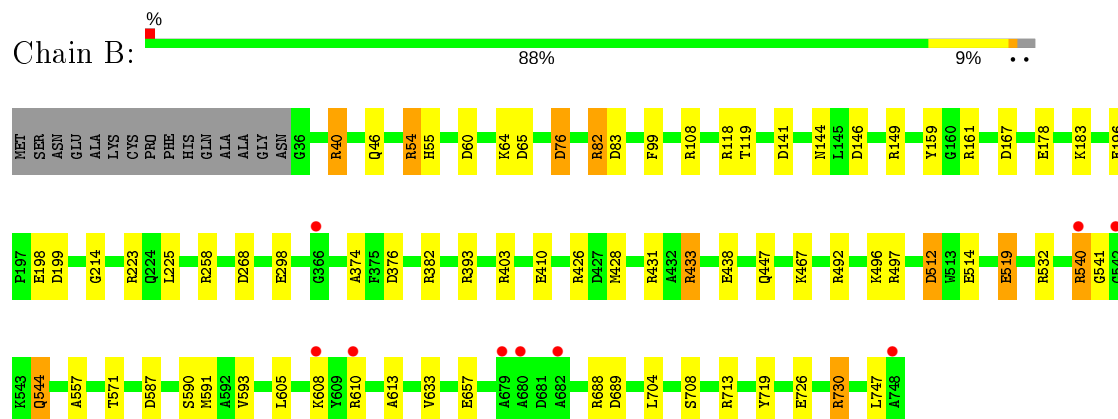 %
Chain B:
88% 9% • •
MET SER ASN GLU ALA LYS CYS PRO PHE HIS GLN ALA ALA GLY ASN G36 R40 Q46 R54 H55 D60 K64 D65 D76 R82 D83 F99 R108 R118 T119 D141 N144 L145 D146 R149 Y159 G160 R161 D167 E178 K183 E196
P197 E198 D199 G214 R223 Q224 L225 R258 D268 E298 G366 A374 F375 D376 R382 R393 R403 E410 R426 D427 M428 R431 A432 R433 E438 Q447 K467 R492 K496 R497 D512 W513 E514 E519 R532 R540 G541 G542
K543 Q544 A557 T571 D587 S590 M591 A592 V593 L605 K608 Y609 R610 A613 V633 E657 A679 A680 D681 A682 R688 D689 L704 S708 R713 Y719 E726 R730 L747 A748